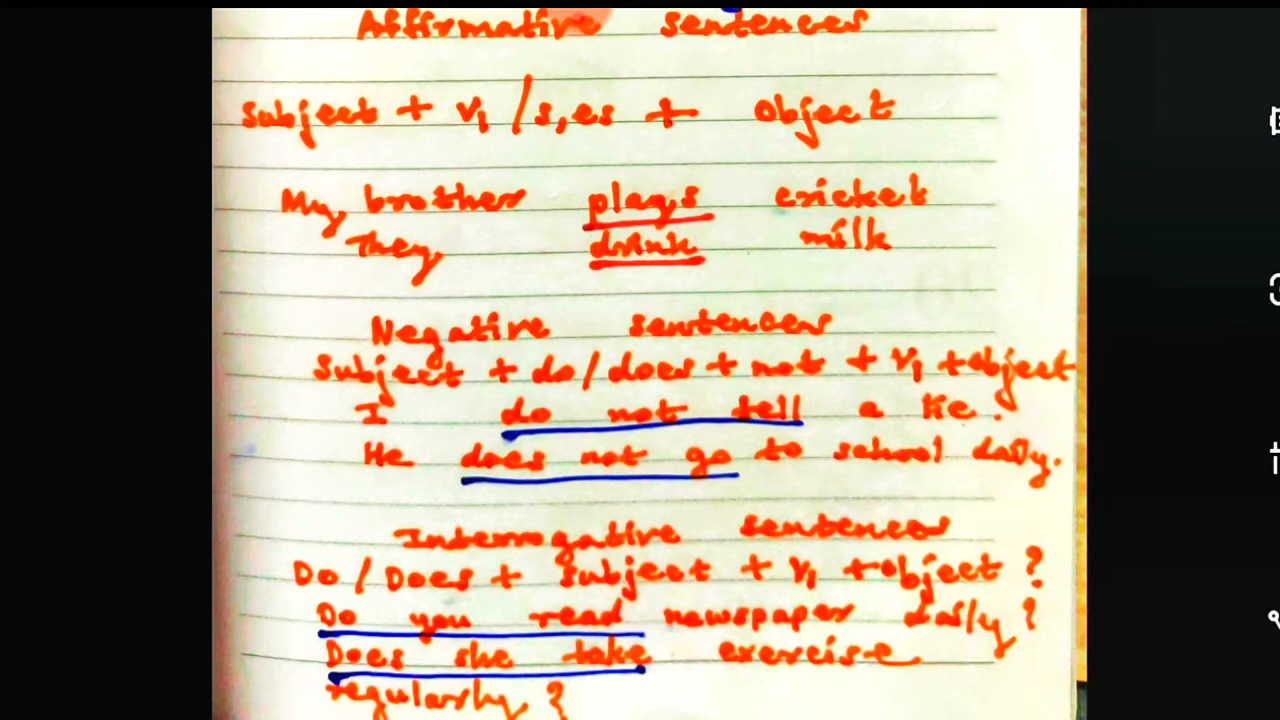 Affirmative sentences
Subject + V₁ /s, es + Object
My brother plays cricket
They drink milk
Negative sentences
Subject + do/does + not + V₁ + object
I do not tell a lie.
He does not go to school daily.
Interrogative sentences
Do / Does + subject + V₁ + object ?
Do you read newspaper daily ?
Does she take exercise
regularly ?